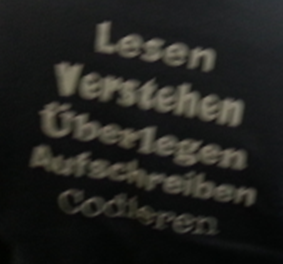 Lesen
Verstehen
Überlegen
Aufschreiben
Codieren